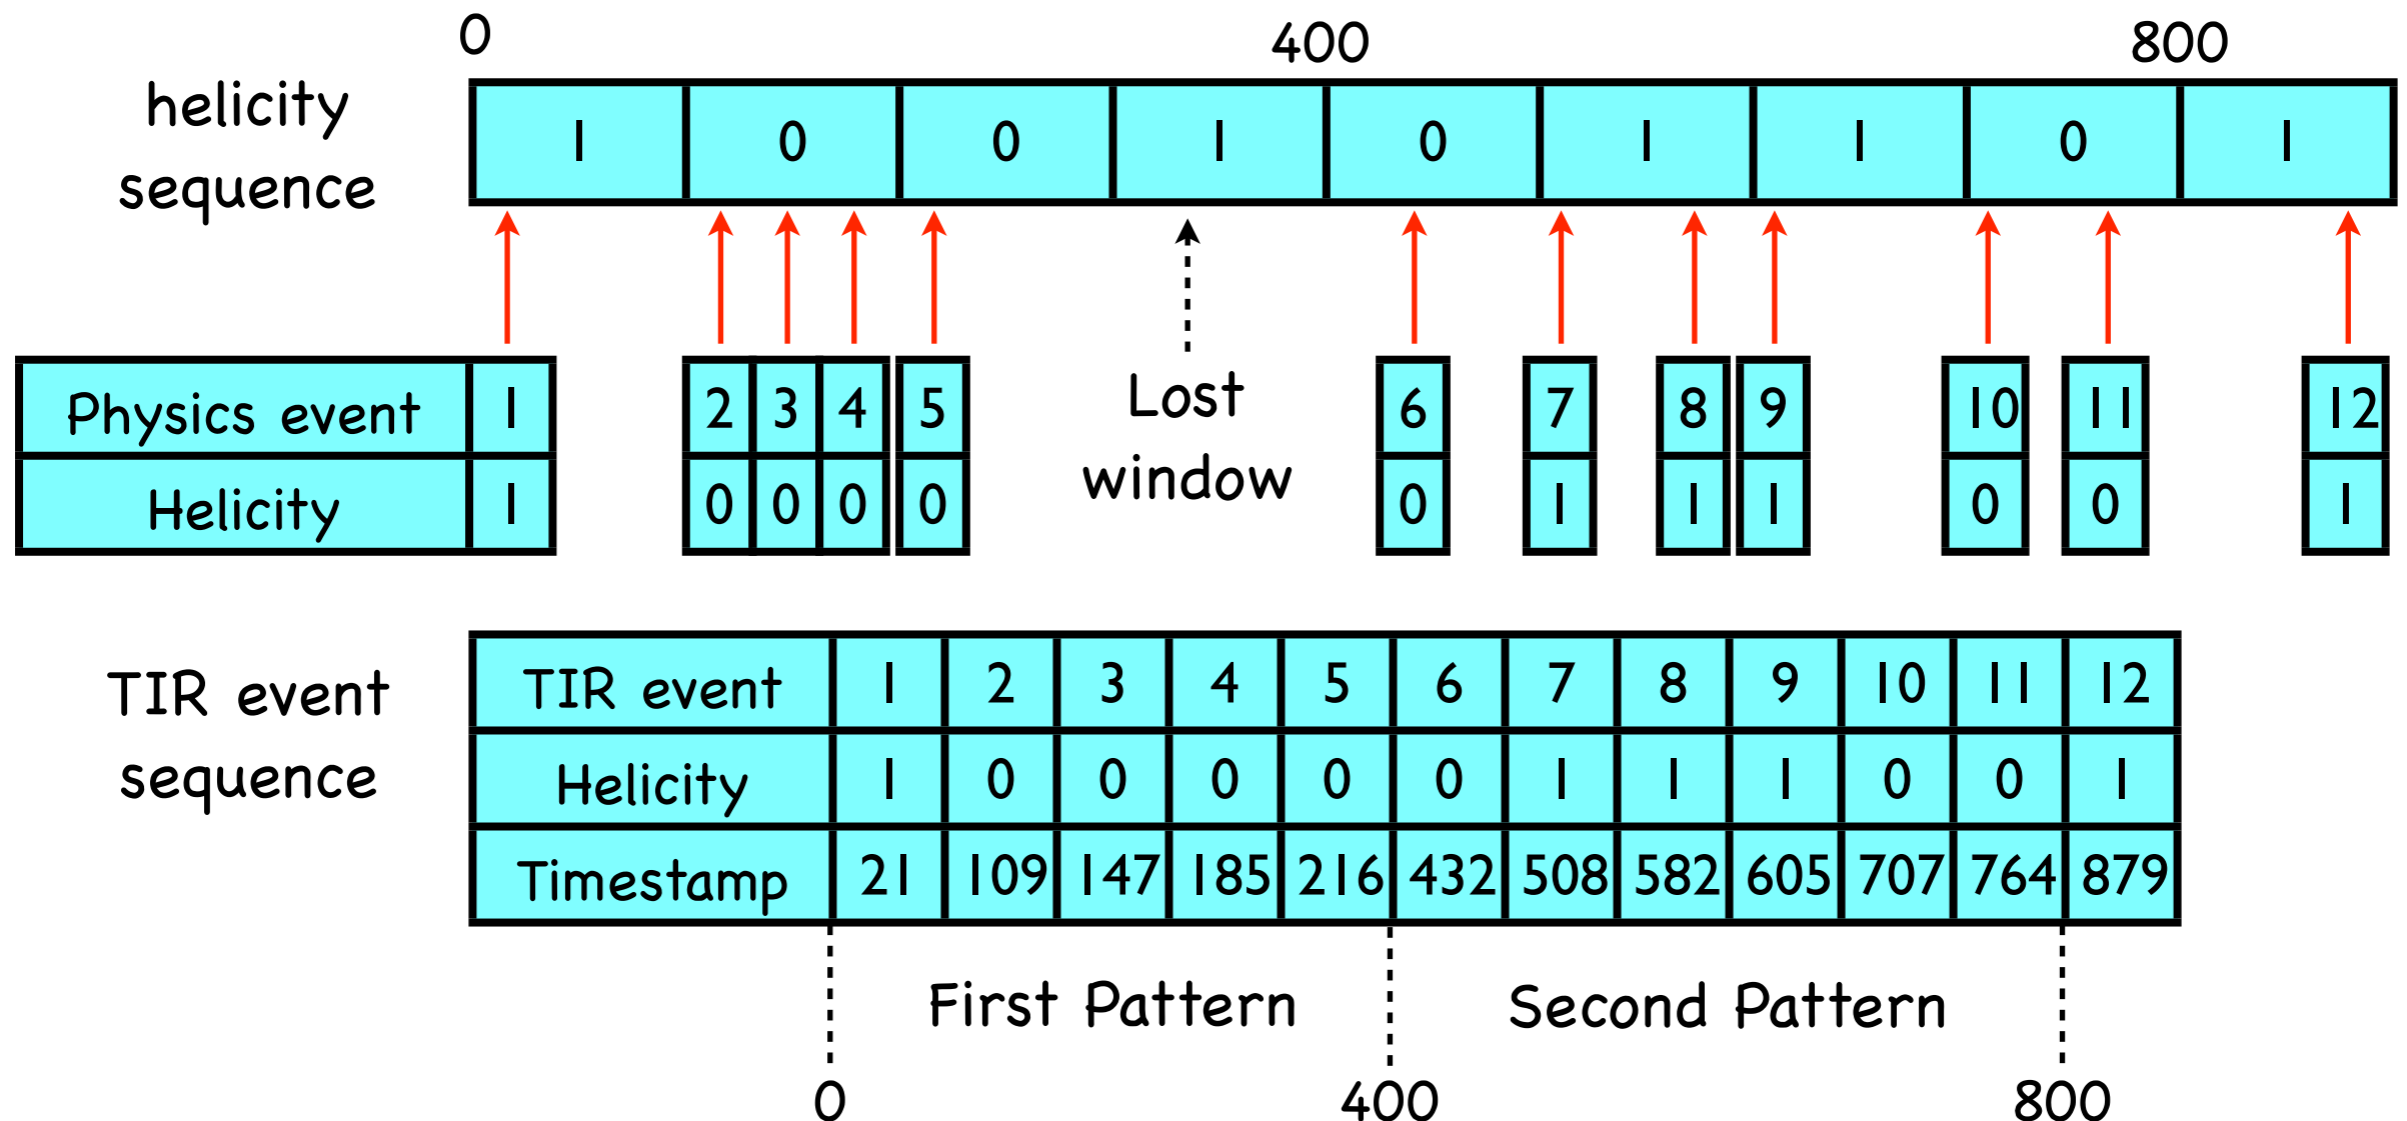 0 400 800
helicity
sequence
1 0 0 1 0 1 1 0 1
Physics event 1 2 3 4 5 6 7 8 9 10 11 12
Helicity 1 0 0 0 0 0 1 1 1 0 0 1
Lost
window
TIR event
sequence
TIR event 1 2 3 4 5 6 7 8 9 10 11 12
Helicity 1 0 0 0 0 0 1 1 1 0 0 1
Timestamp 21 109 147 185 216 432 508 582 605 707 764 879
First Pattern Second Pattern
0 400 800